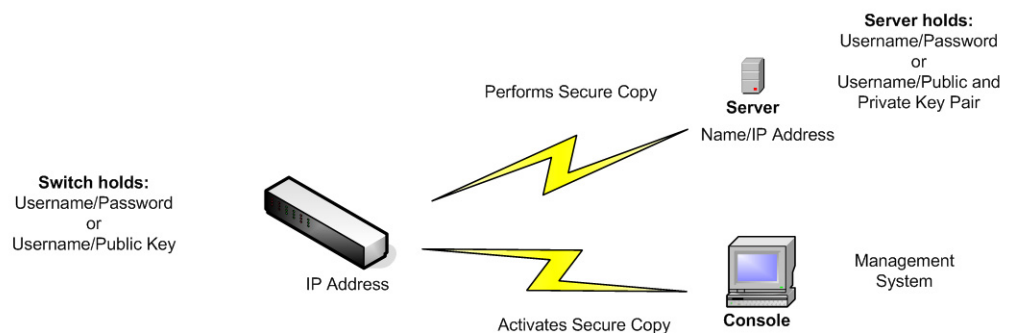 Server holds:
Username/Password
or
Username/Public and
Private Key Pair
Performs Secure Copy
Server
Name/IP Address
Switch holds:
Username/Password
or
Username/Public Key
IP Address
Management
System
Activates Secure Copy
Console